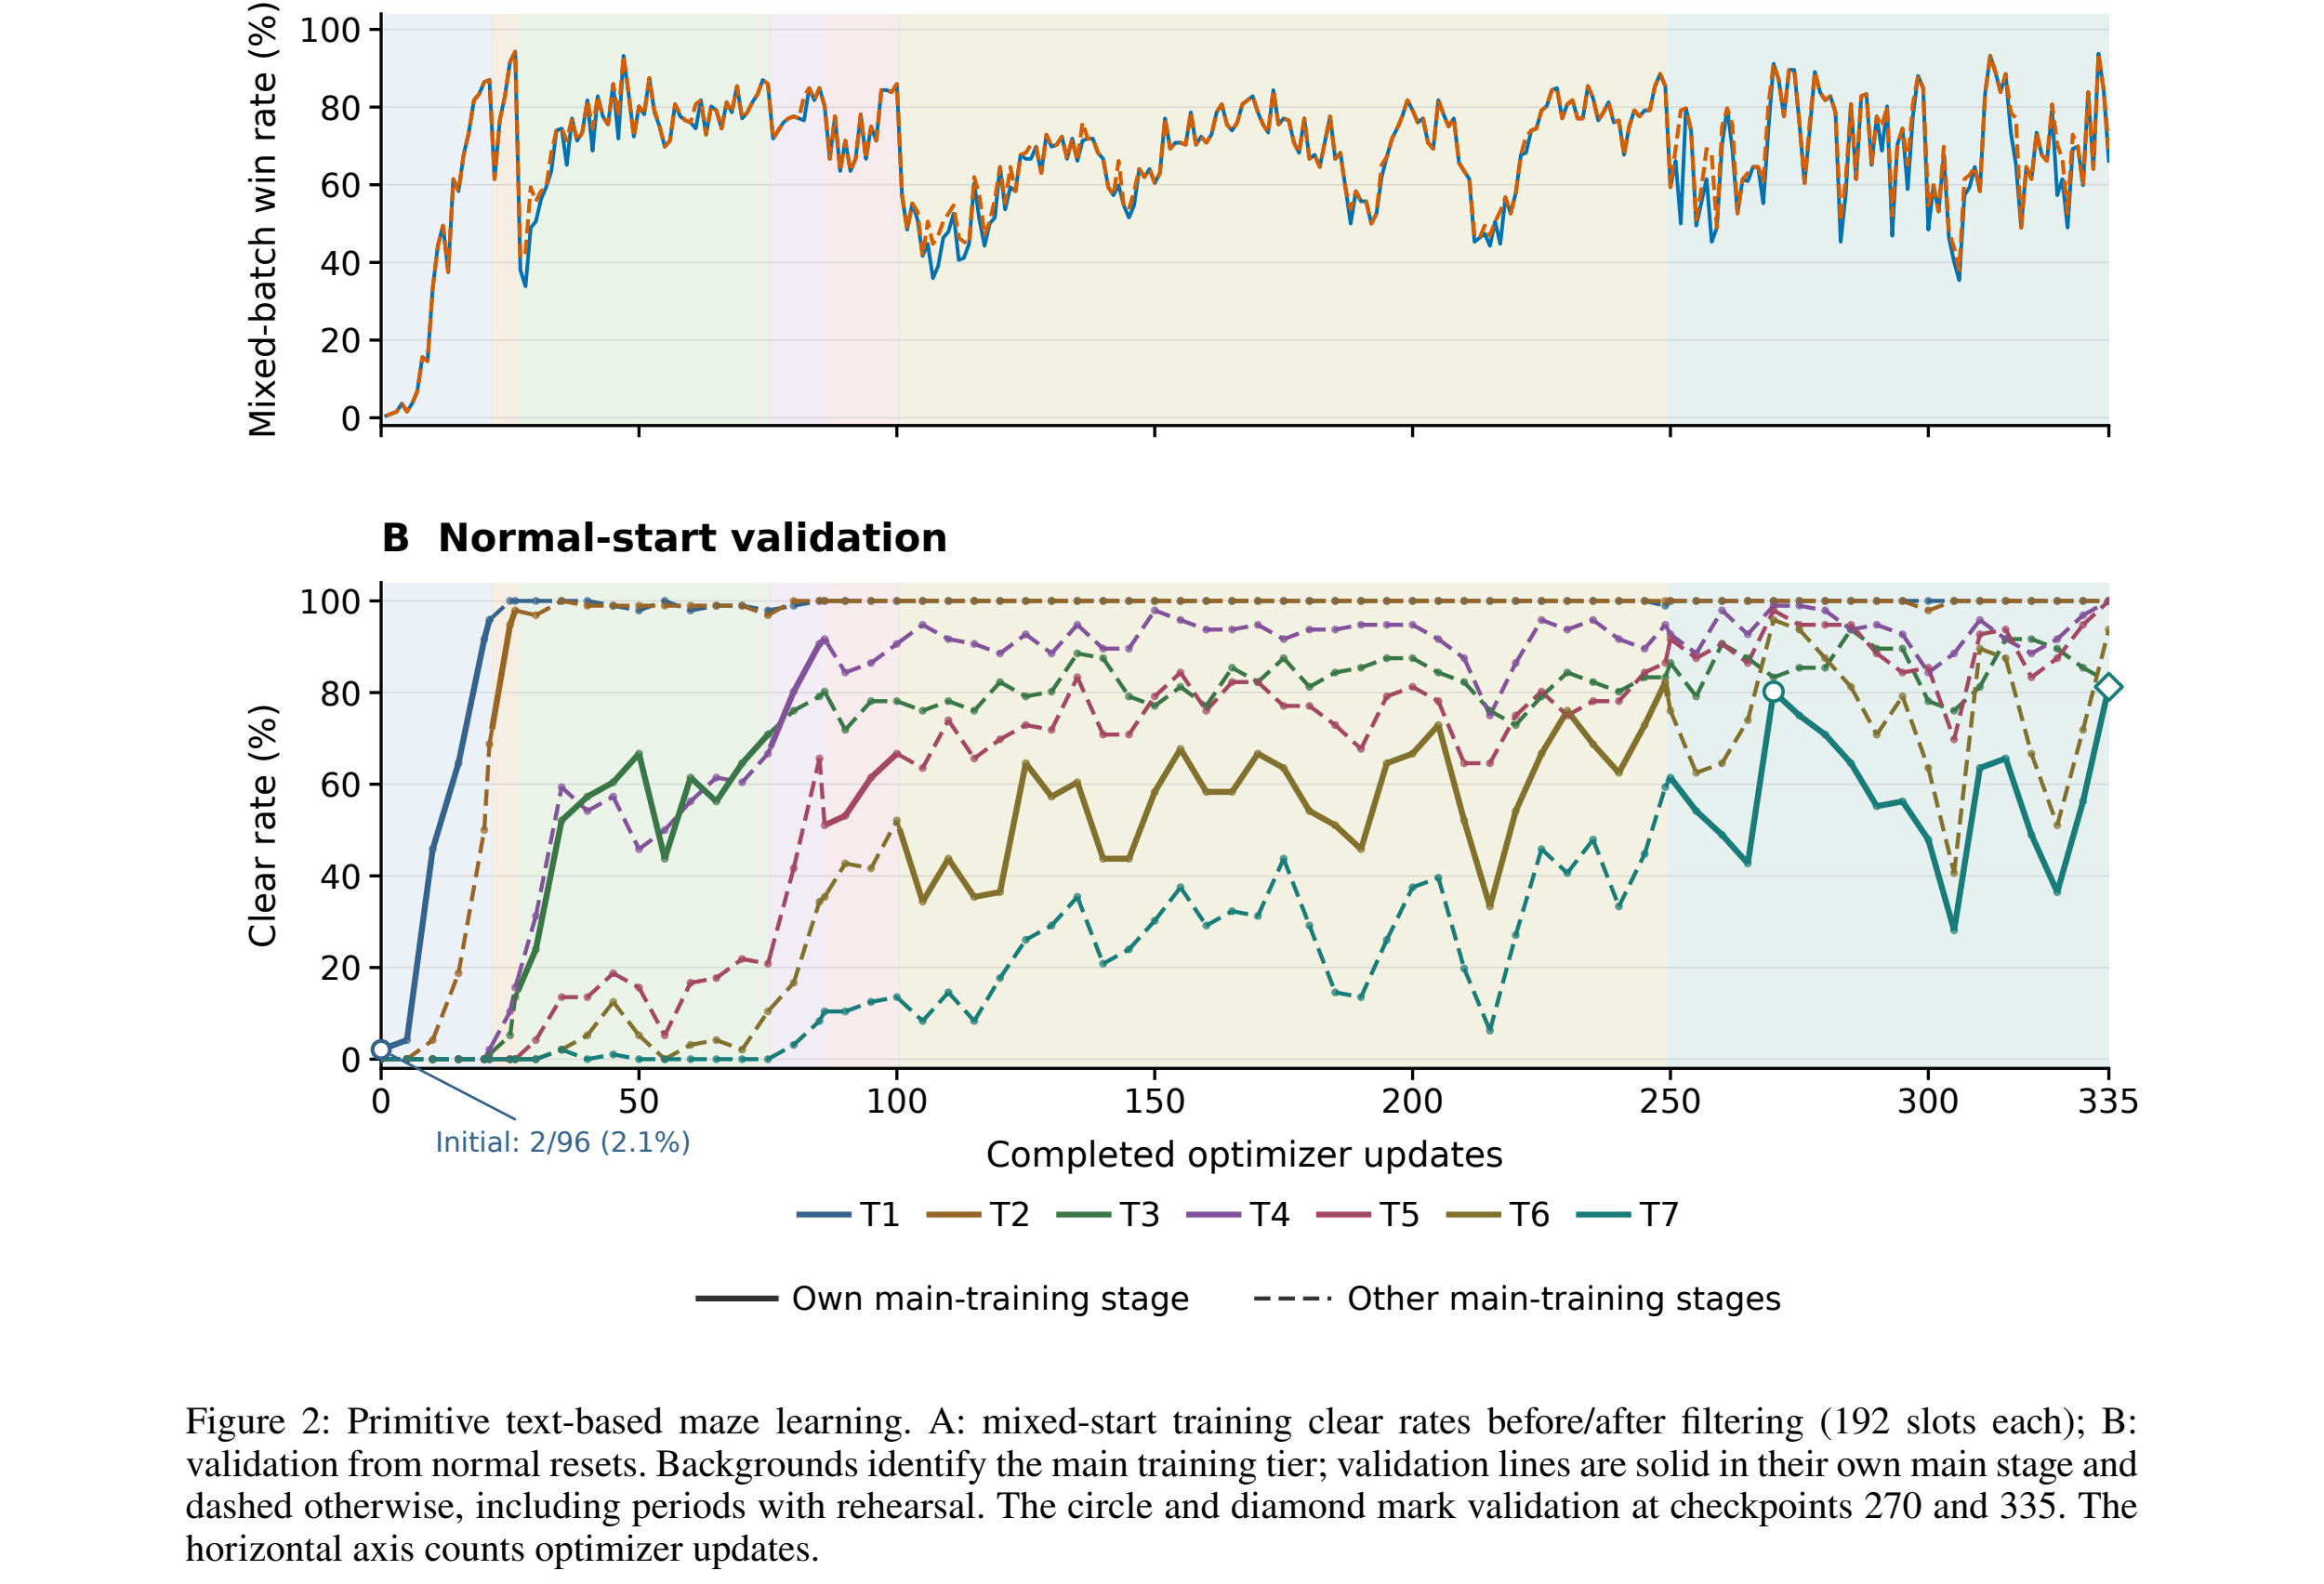 Mixed-batch win rate (%)
100
80
60
40
20
0
B Normal-start validation
Clear rate (%)
100
80
60
40
20
0
0 50 100 150 200 250 300 335
Initial: 2/96 (2.1%)
Completed optimizer updates
T1 T2 T3 T4 T5 T6 T7
Own main-training stage Other main-training stages
Figure 2: Primitive text-based maze learning. A: mixed-start training clear rates before/after filtering (192 slots each); B:
validation from normal resets. Backgrounds identify the main training tier; validation lines are solid in their own main stage and
dashed otherwise, including periods with rehearsal. The circle and diamond mark validation at checkpoints 270 and 335. The
horizontal axis counts optimizer updates.